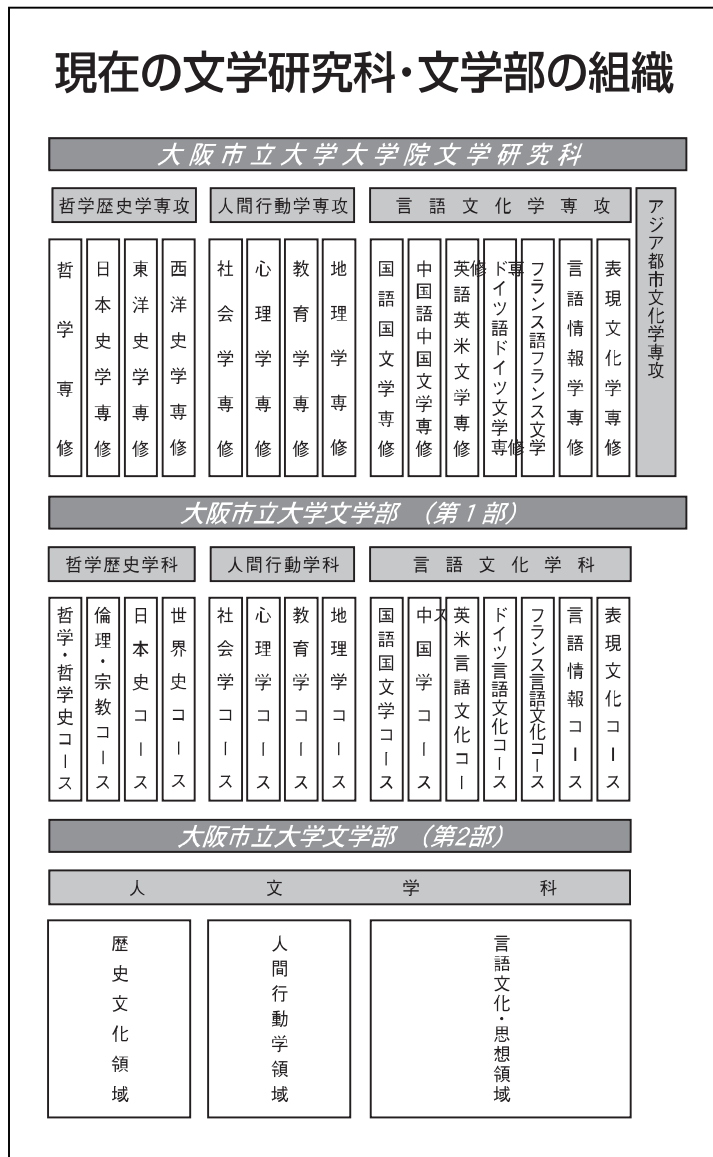 現在の文学研究科・文学部の組織
大阪市立大学大学院文学研究科
哲学歴史学専攻
人間行動学専攻
言語文化学専攻
アジア都市文化学専攻
哲学専修
日本史学専修
東洋史学専修
西洋史学専修
社会学専修
心理学専修
教育学専修
地理学専修
国語国文学専修
中国語中国文学専修
英語英米文学専修
ドイツ語ドイツ文学専修
フランス語フランス文学専修
言語情報学専修
表現文化学専修
大阪市立大学文学部 (第1部)
哲学歴史学科
人間行動学科
言語文化学科
哲学・哲学史コース
倫理・宗教コース
日本史コース
世界史コース
社会学コース
心理学コース
教育学コース
地理学コース
国語国文学コース
中国学コース
英米言語文化コース
ドイツ言語文化コース
フランス言語文化コース
言語情報コース
表現文化コース
大阪市立大学文学部 (第2部)
人文学科
歴史文化領域
人間行動学領域
言語文化・思想領域